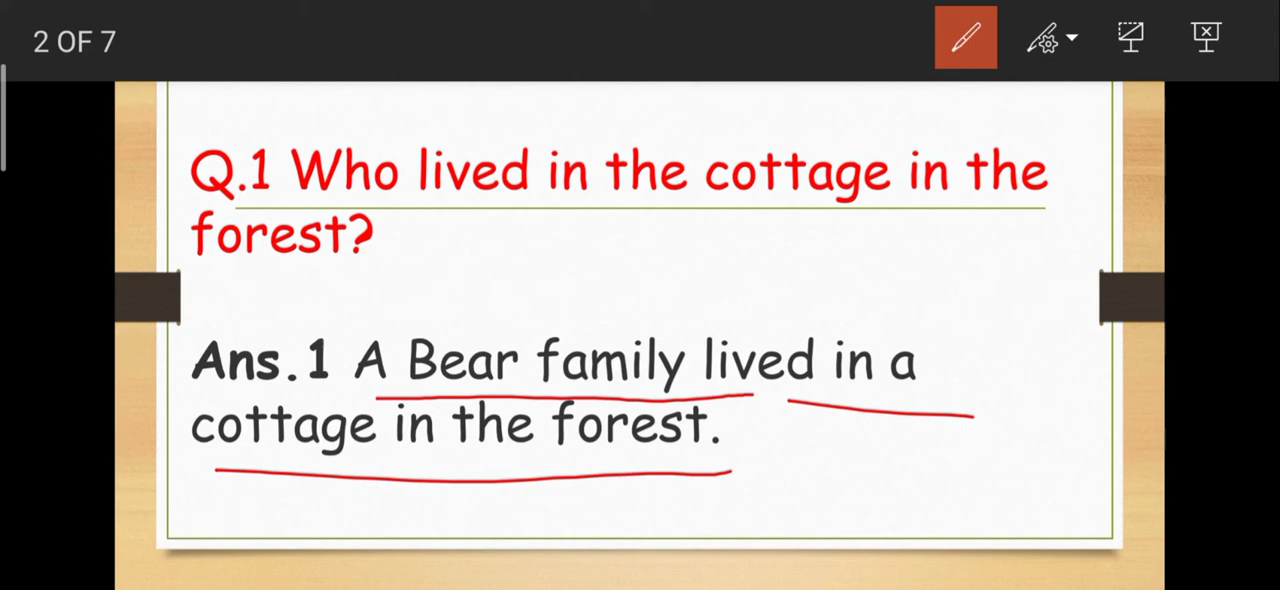 2 OF 7
Q.1 Who lived in the cottage in the
forest?
Ans.1 A Bear family lived in a
cottage in the forest.